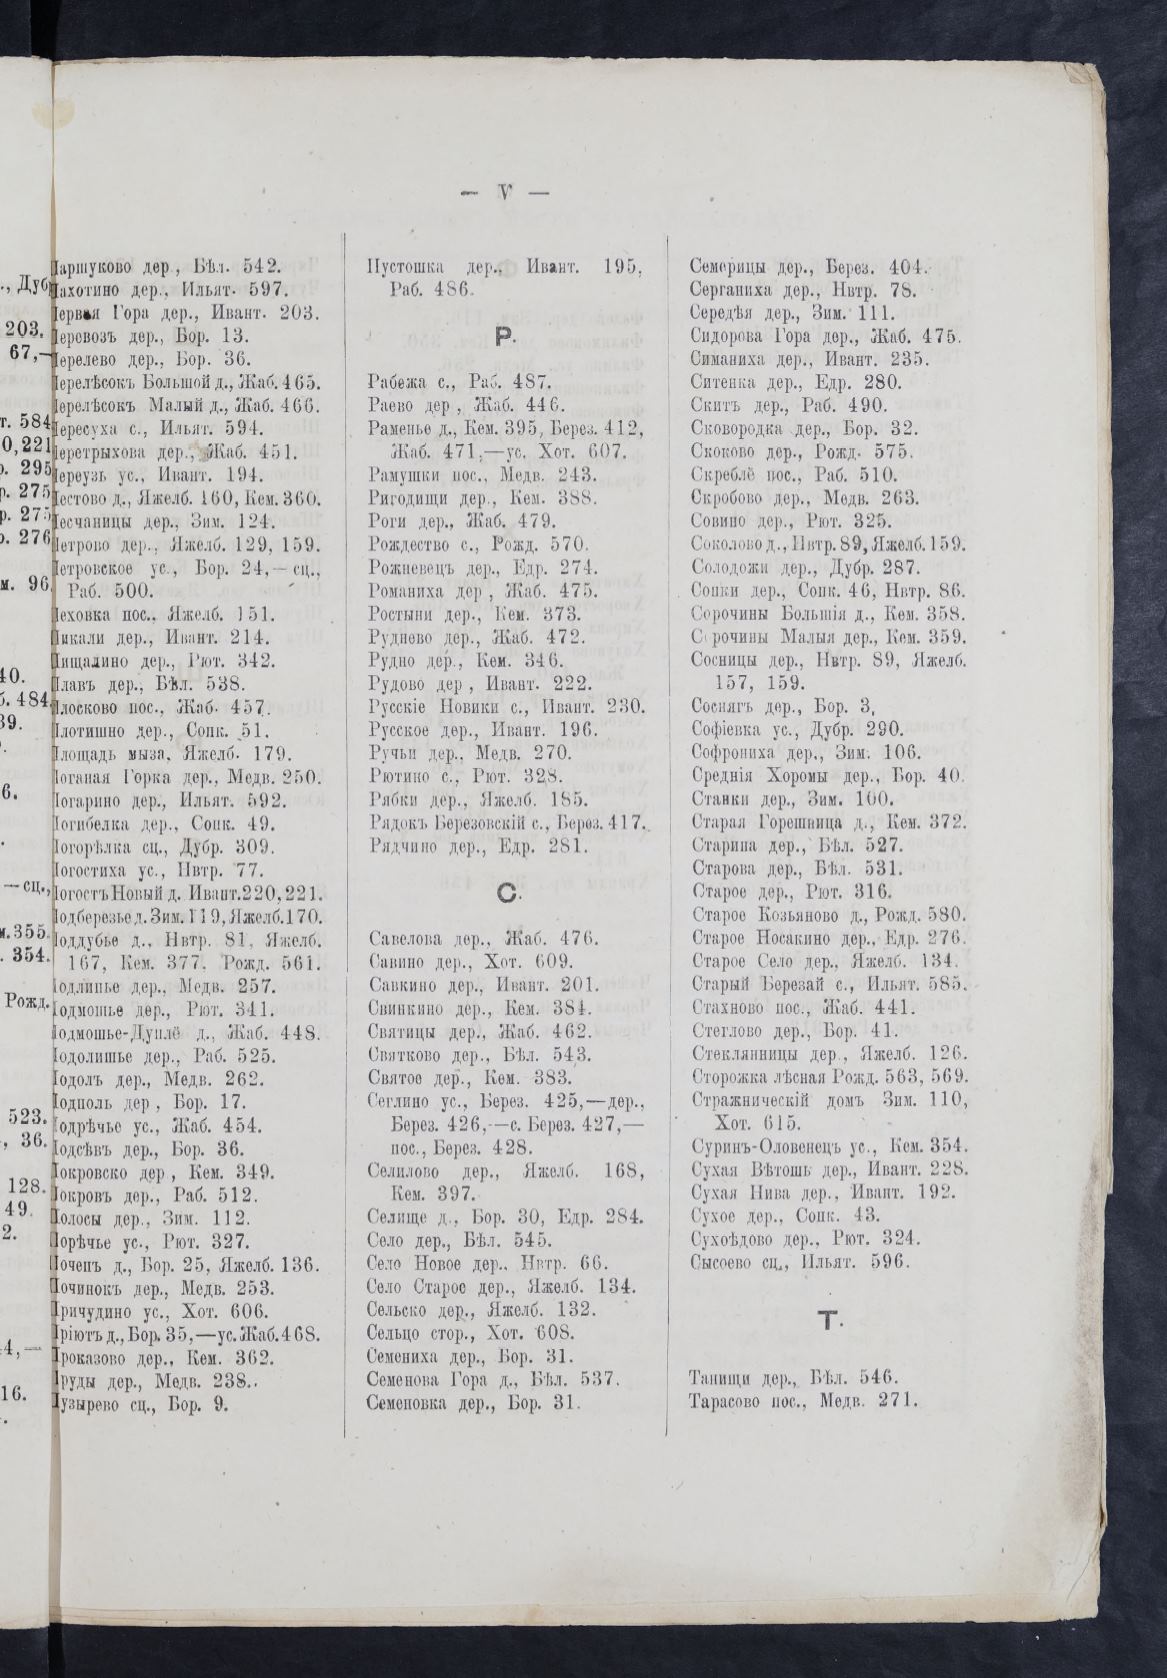 — V —
Паршуково дер., Бѣл. 542.
Пахотино дер., Ильят. 597.
Первая Гора дер., Ивант. 203.
Перевозъ дер., Бор. 13.
Перелево дер., Бор. 36.
Перелѣсокъ Большой д., Жаб. 465.
Перелѣсокъ Малый д., Жаб. 466.
Пересуха с., Ильят. 594.
Перетрыхова дер., Жаб. 451.
Переузь ус., Ивант. 194.
Пестово д., Яжелб. 160, Кем. 360.
Песчаницы дер., Зим. 124.
Петрово дер., Яжелб. 129, 159.
Петровское ус., Бор. 24,—сц.,
Раб. 500.
Пеховка пос., Яжелб. 151.
Пикали дер., Ивант. 214.
Пищалино дер., Рют. 342.
Плавъ дер., Бѣл. 538.
Плосково пос., Жаб. 457.
Плотишно дер., Сопк. 51.
Площадь мыза, Яжелб. 179.
Поганая Горка дер., Медв. 250.
Погарино дер., Ильят. 592.
Погибелка дер., Сопк. 49.
Погорѣлка сц., Дубр. 309.
Погостиха ус., Нвтр. 77.
Погостъ Новый д. Ивант. 220, 221.
Подберезье д. Зим. 119, Яжелб. 170.
Поддубье д., Нвтр. 81, Яжелб.
167, Кем. 377, Рожд. 561.
Подлипье дер., Медв. 257.
Подмошье дер., Рют. 341.
Подмошье-Дуплё д., Жаб. 448.
Подолишье дер., Раб. 525.
Подолъ дер., Медв. 262.
Подполь дер., Бор. 17.
Подрѣчье ус., Жаб. 454.
Подсѣвъ дер., Бор. 36.
Покровско дер., Кем. 349.
Покровъ дер., Раб. 512.
Полосы дер., Зим. 112.
Порѣчье ус., Рют. 327.
Почепъ д., Бор. 25, Яжелб. 136.
Починокъ дер., Медв. 253.
Причудино ус., Хот. 606.
Пріютъ д., Бор. 35,—ус. Жаб. 468.
Проказово дер., Кем. 362.
Пруды дер., Медв. 238..
Пузырево сц., Бор. 9.
Пустошка дер., Ивант. 195,
Раб. 486.
Р.
Рабежа с., Раб. 487.
Раево дер., Жаб. 446.
Раменье д., Кем. 395, Берез. 412,
Жаб. 471,—ус. Хот. 607.
Рамушки пос., Медв. 243.
Ригодищи дер., Кем. 388.
Роги дер., Жаб. 479.
Рождество с., Рожд. 570.
Рожневецъ дер., Едр. 274.
Романиха дер., Жаб. 475.
Ростыни дер., Кем. 373.
Руднево дер., Жаб. 472.
Рудно дер., Кем. 346.
Рудово дер., Ивант. 222.
Русскіе Новики с., Ивант. 230.
Русское дер., Ивант. 196.
Ручьи дер., Медв. 270.
Рютино с., Рют. 328.
Рябки дер., Яжелб. 185.
Рядокъ Березовскій с., Берез. 417.
Рядчино дер., Едр. 281.
С.
Савелова дер., Жаб. 476.
Савино дер., Хот. 609.
Савкино дер., Ивант. 201.
Свинкино дер., Кем. 384.
Святицы дер., Жаб. 462.
Святково дер., Бѣл. 543.
Святое дер., Кем. 383.
Сеглино ус., Берез. 425,—дер.,
Берез. 426,—с. Берез. 427,—
пос., Берез. 428.
Селилово дер., Яжелб. 168,
Кем. 397.
Селище д., Бор. 30, Едр. 284.
Село дер., Бѣл. 545.
Село Новое дер., Нвтр. 66.
Село Старое дер., Яжелб. 134.
Сельско дер., Яжелб. 132.
Сельцо стор., Хот. 608.
Семениха дер., Бор. 31.
Семенова Гора д., Бѣл. 537.
Семеновка дер., Бор. 31.
Семерицы дер., Берез. 404.
Серганиха дер., Нвтр. 78.
Середѣя дер., Зим. 111.
Сидорова Гора дер., Жаб. 475.
Симаниха дер., Ивант. 235.
Ситенка дер., Едр. 280.
Скитъ дер., Раб. 490.
Сковородка дер., Бор. 32.
Скоково дер., Рожд. 575.
Скреблё пос., Раб. 510.
Скробово дер., Медв. 263.
Совино дер., Рют. 325.
Соколово д., Нвтр. 89, Яжелб. 159.
Солодожи дер., Дубр. 287.
Сопки дер., Сопк. 46, Нвтр. 86.
Сорочины Большія д., Кем. 358.
Сорочины Малыя дер., Кем. 359.
Сосницы дер., Нвтр. 89, Яжелб.
157, 159.
Соснягъ дер., Бор. 3,
Софіевка ус., Дубр. 290.
Софрониха дер., Зим. 106.
Среднія Хоромы дер., Бор. 40.
Станки дер., Зим. 100.
Старая Горешница д., Кем. 372.
Старина дер., Бѣл. 527.
Старова дер., Бѣл. 531.
Старое дер., Рют. 316.
Старое Козьяново д., Рожд. 580.
Старое Носакино дер., Едр. 276.
Старое Село дер., Яжелб. 134.
Старый Березай с., Ильят. 585.
Стахново пос., Жаб. 441.
Стеглово дер., Бор. 41.
Стеклянницы дер., Яжелб. 126.
Сторожка лѣсная Рожд. 563, 569.
Стражническій домъ Зим. 110,
Хот. 615.
Суринъ-Оловенецъ ус., Кем. 354.
Сухая Вѣтошь дер., Ивант. 228.
Сухая Нива дер., Ивант. 192.
Сухое дер., Сопк. 43.
Сухоѣдово дер., Рют. 324.
Сысоево сц., Ильят. 596.
Т.
Танищи дер., Бѣл. 546.
Тарасово пос., Медв. 271.